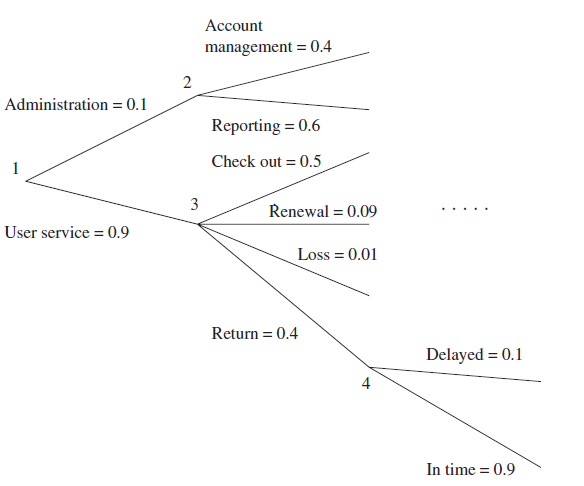 Account
management = 0.4
2
Administration = 0.1
Reporting = 0.6
1
Check out = 0.5
3
Renewal = 0.09
. . . . .
User service = 0.9
Loss = 0.01
Return = 0.4
Delayed = 0.1
4
In time = 0.9